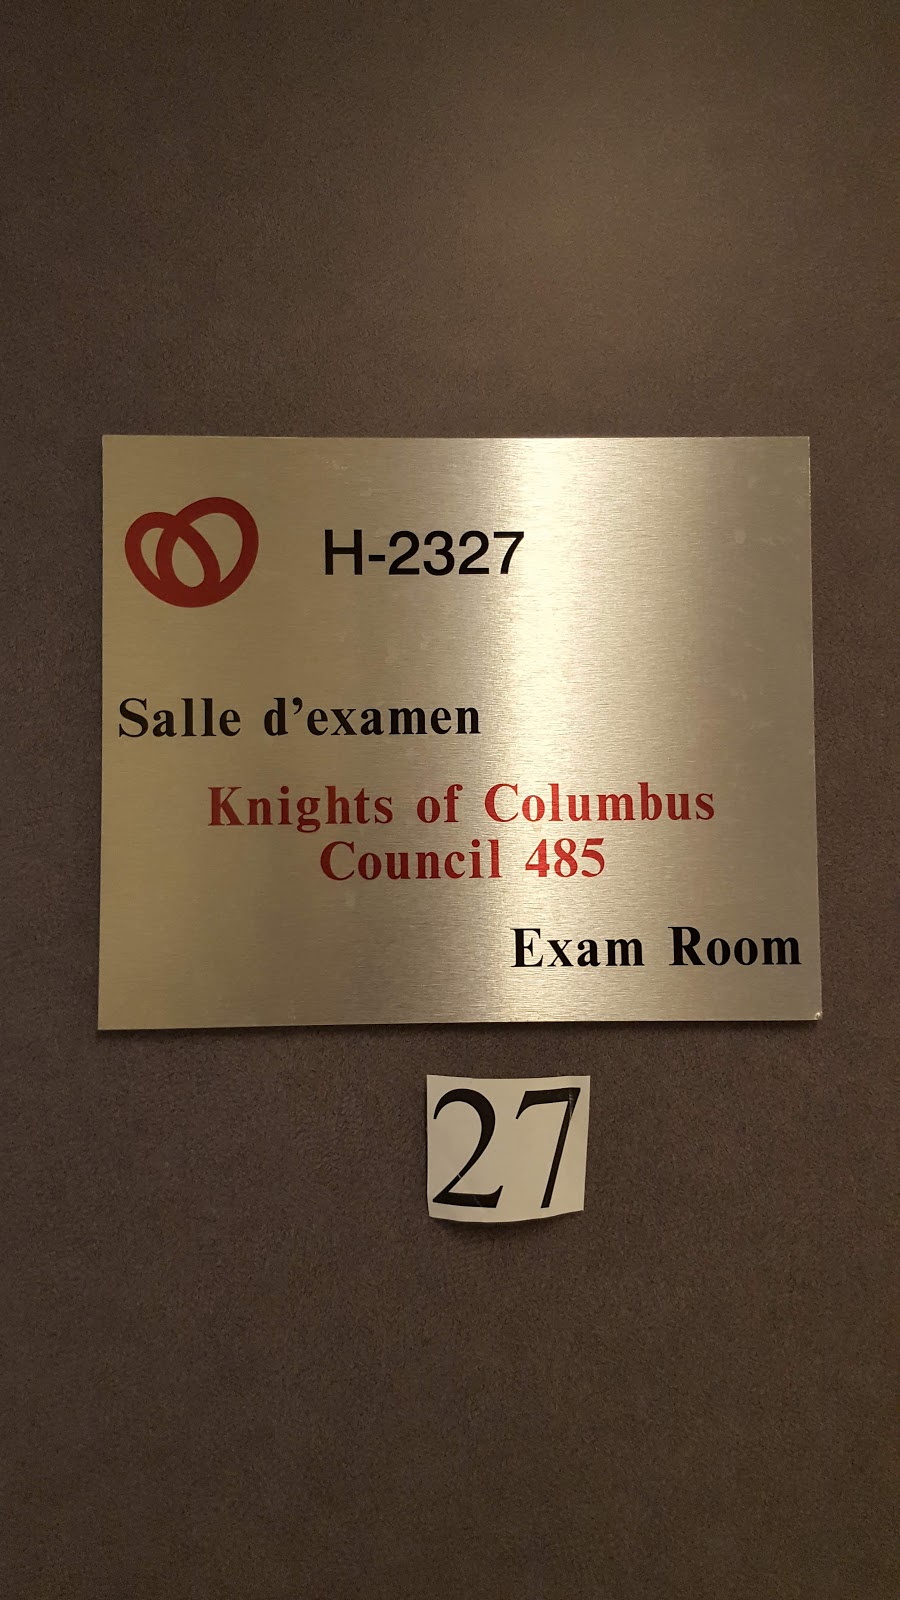 H-2327
Salle d'examen
Knights of Columbus
Council 485
Exam Room
27